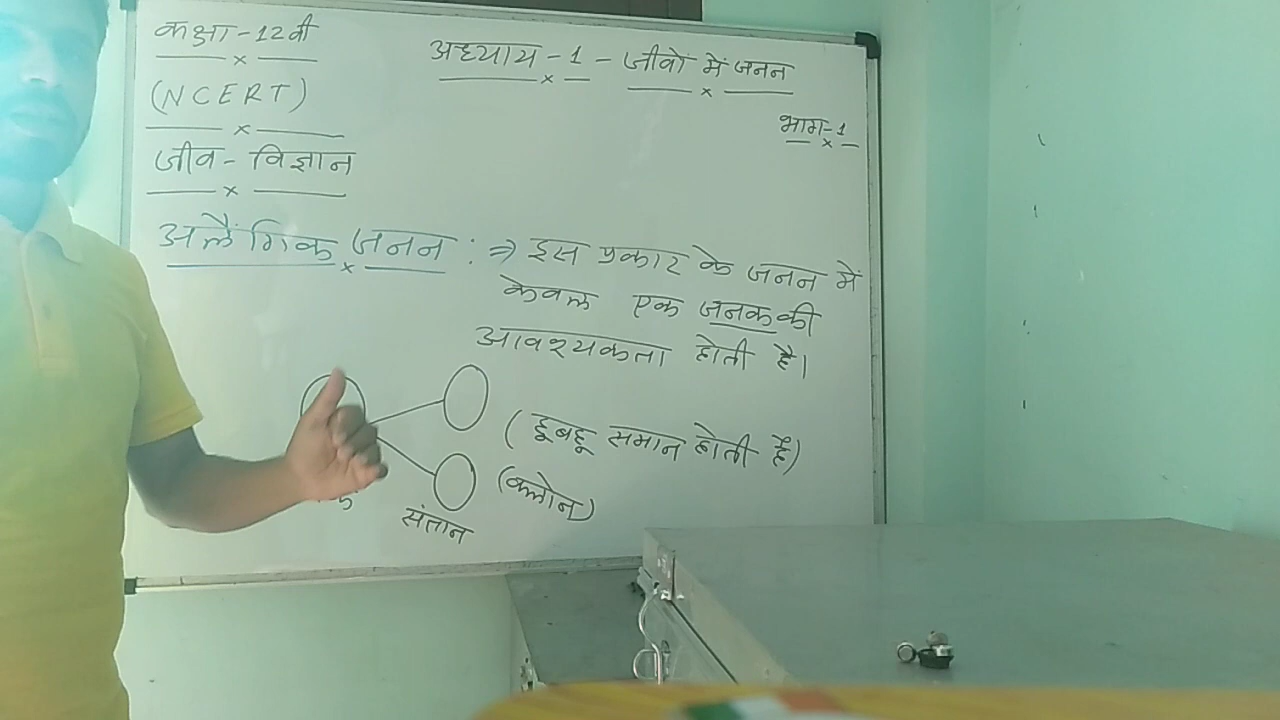 कक्षा-12वी
(NCERT)
जीव-विज्ञान
अध्याय-1-जीवों में जनन
भाग-1
अलैंगिक जनन :⇒ इस प्रकार के जनन में
केवल एक जनक की
आवश्यकता होती है।
(हूबहू समान होती हैं)
(क्लोन)
संतान